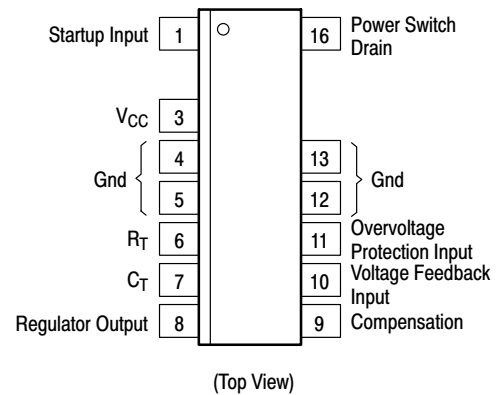 Startup Input 1 16 Power Switch
Drain
VCC 3
4 13
Gnd Gnd
5 12
RT 6 11 Overvoltage
Protection Input
CT 7 10 Voltage Feedback
Input
Regulator Output 8 9 Compensation
(Top View)